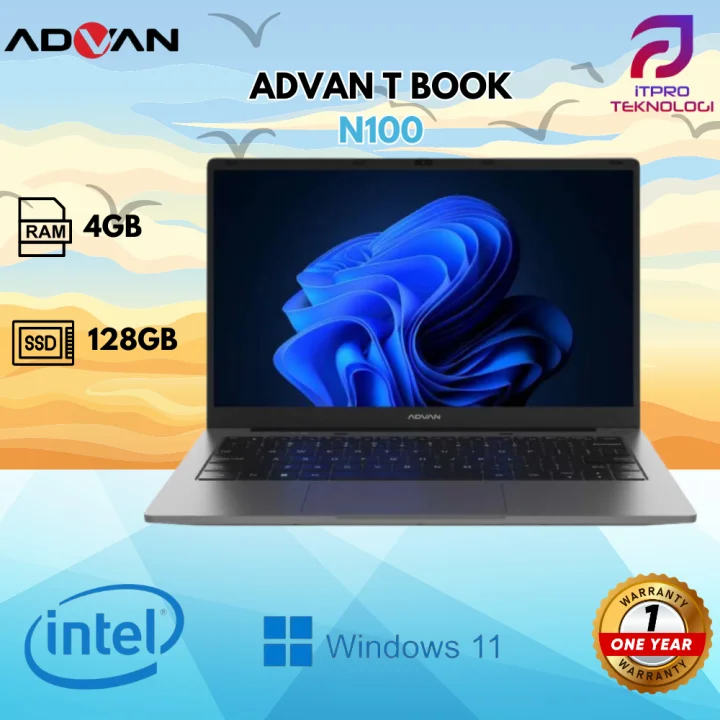 ADVAN
iTPRO
TEKNOLOGI
ADVAN T BOOK
N100
RAM
4GB
SSD
128GB
ADVAN
intel
Windows 11
WARRANTY
1
ONE YEAR
WARRANTY